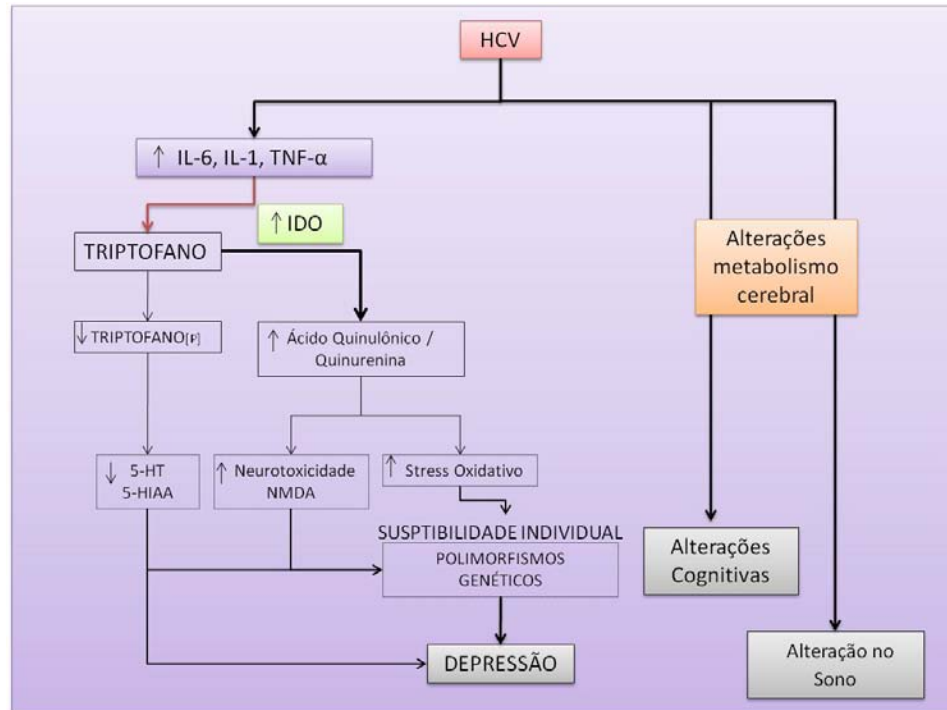 HCV
↑ IL-6, IL-1, TNF-α
↑ IDO
TRIPTOFANO
Alterações
metabolismo
cerebral
↓ TRIPTOFANO[P]
↑ Ácido Quinulônico /
Quinurenina
↓ 5-HT
5-HIAA
↑ Neurotoxicidade
NMDA
↑ Stress Oxidativo
SUSPTIBILIDADE INDIVIDUAL
POLIMORFISMOS
GENÉTICOS
Alterações
Cognitivas
DEPRESSÃO
Alteração no
Sono